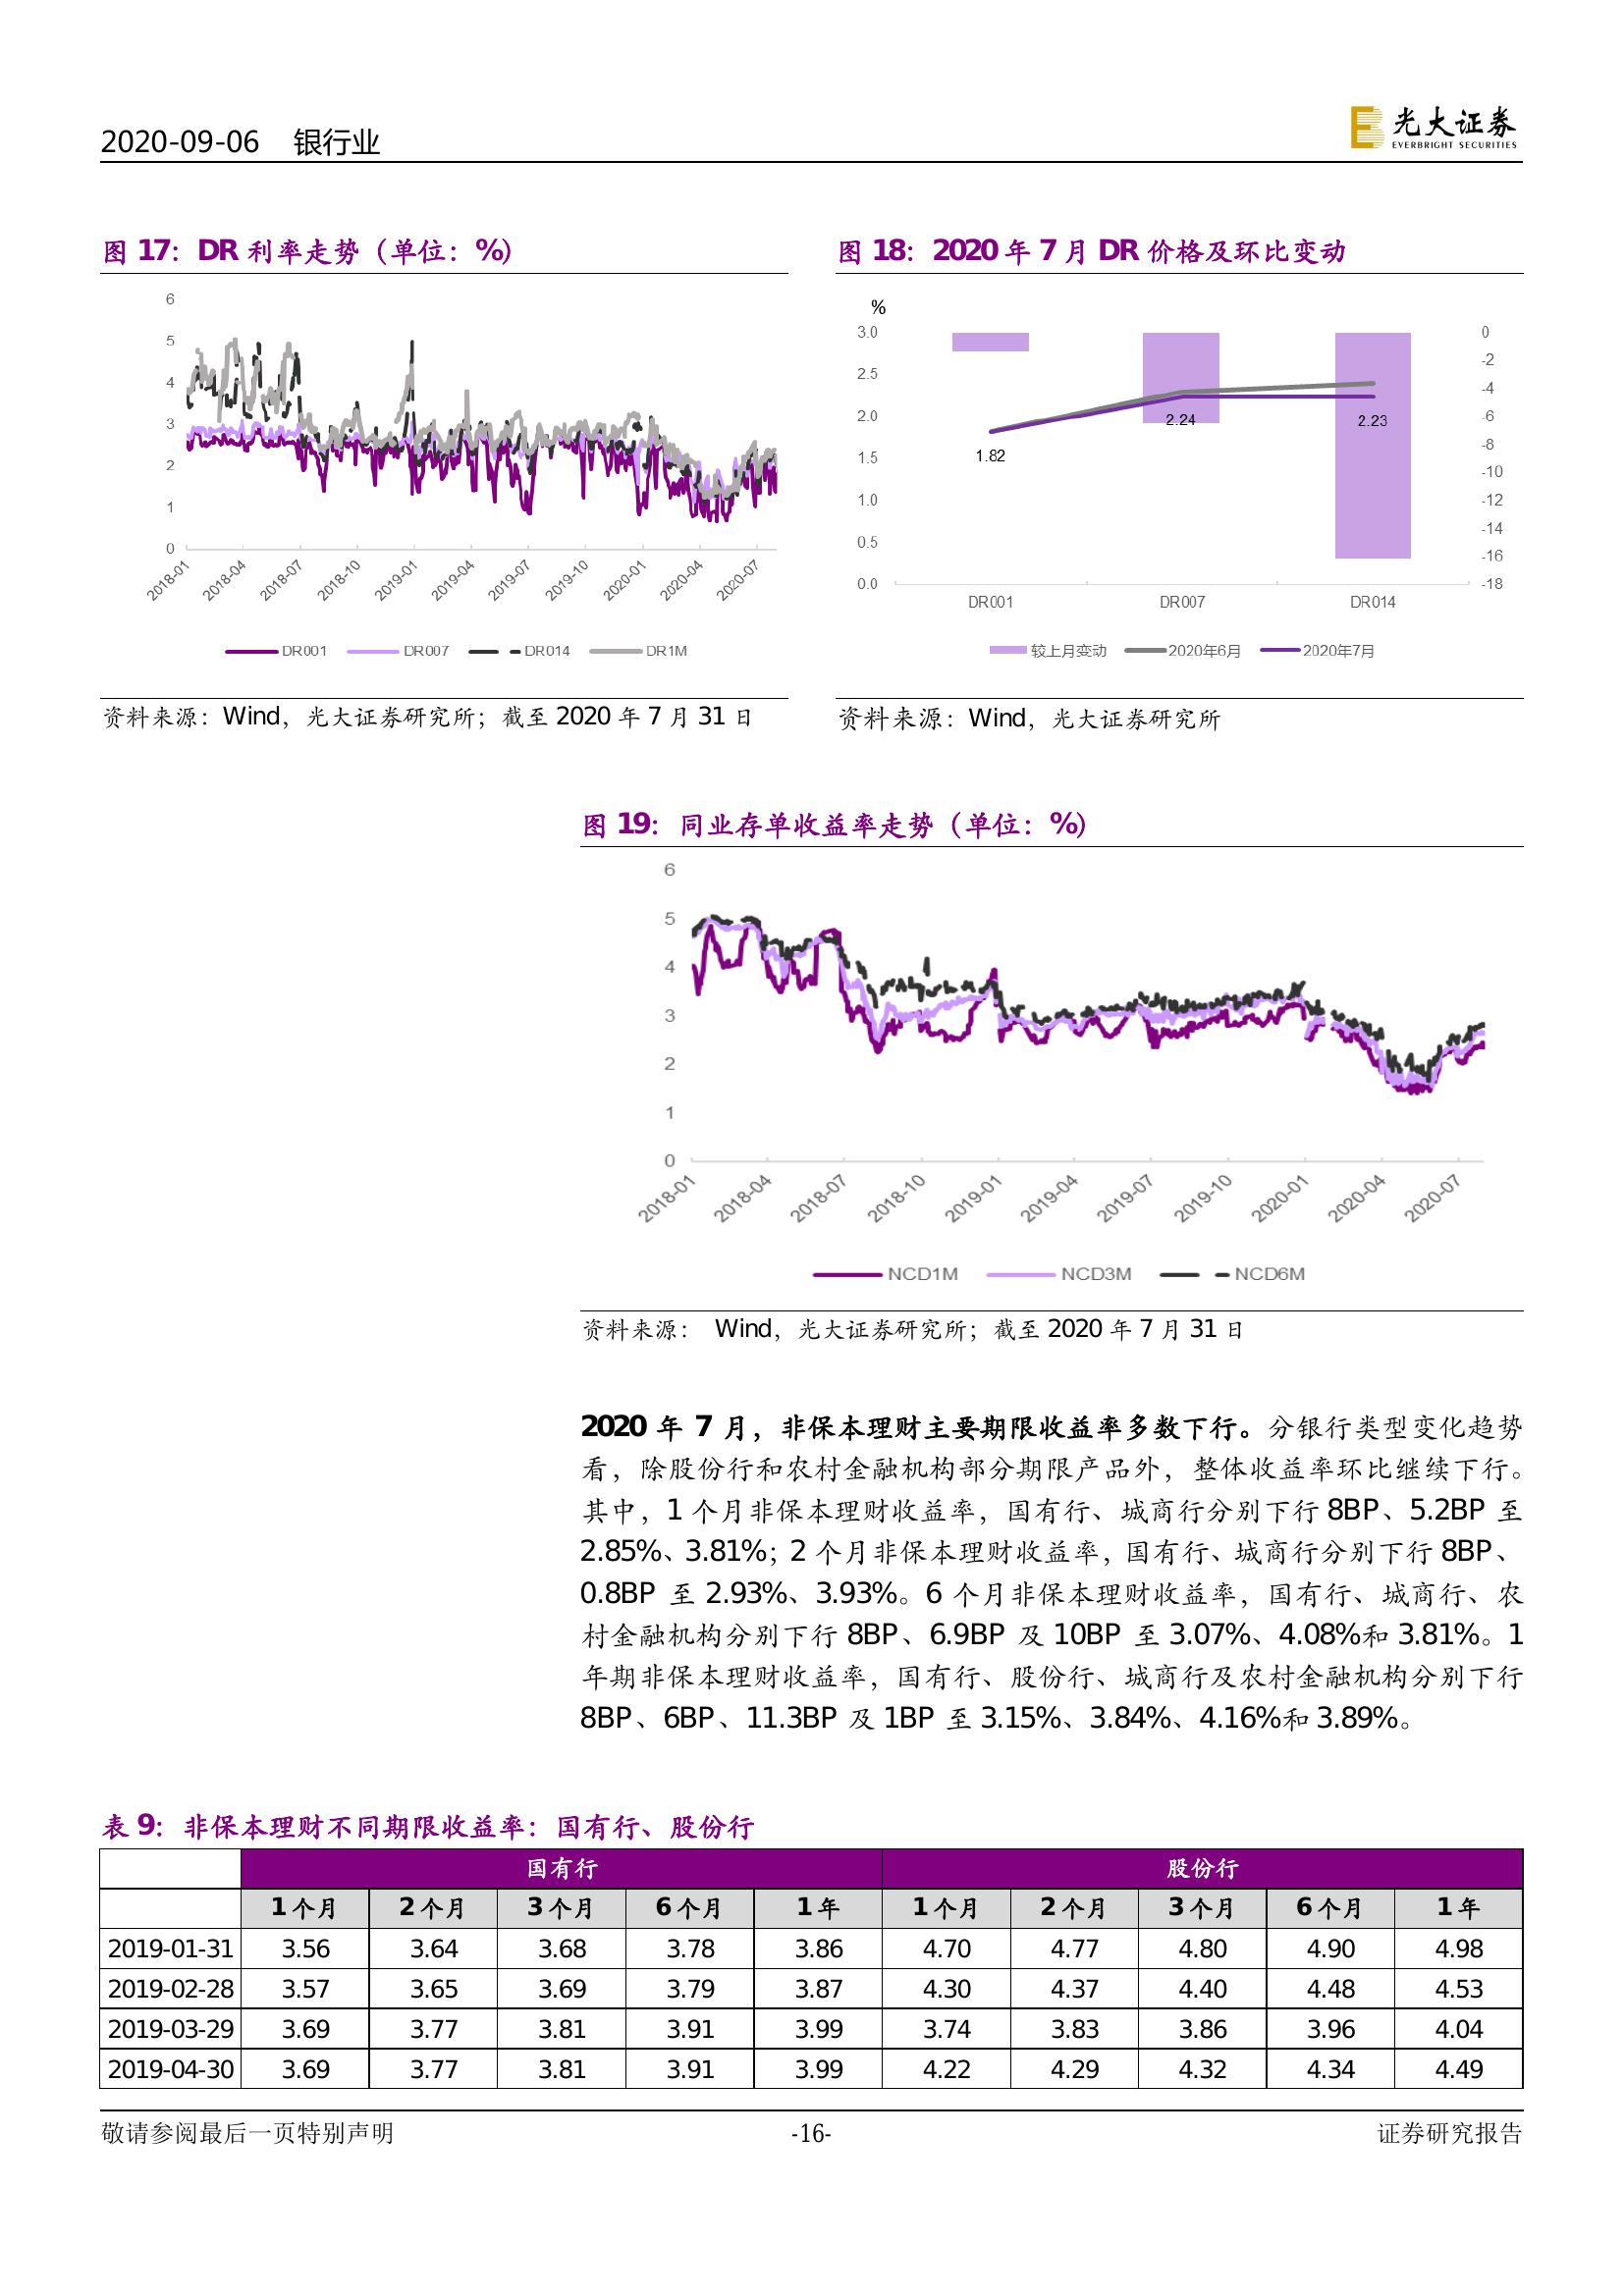 2020-09-06 银行业
光大证券
EVERBRIGHT SECURITIES
图 17：DR 利率走势（单位：%）
6
5
4
3
2
1
0
2018-01 2018-04 2018-07 2018-10 2019-01 2019-04 2019-07 2019-10 2020-01 2020-04 2020-07
DR001 DR007 DR014 DR1M
资料来源：Wind，光大证券研究所；截至 2020 年 7 月 31 日
图 18：2020 年 7 月 DR 价格及环比变动
%
3.0 0
-2
2.5
-4
2.0 -6
-8
1.5
-10
1.0 -12
-14
0.5
-16
0.0 -18
1.82 2.24 2.23
DR001 DR007 DR014
较上月变动 2020年6月 2020年7月
资料来源：Wind，光大证券研究所
图 19：同业存单收益率走势（单位：%）
6
5
4
3
2
1
0
2018-01 2018-04 2018-07 2018-10 2019-01 2019-04 2019-07 2019-10 2020-01 2020-04 2020-07
NCD1M NCD3M NCD6M
资料来源： Wind，光大证券研究所；截至 2020 年 7 月 31 日
2020 年 7 月，非保本理财主要期限收益率多数下行。分银行类型变化趋势
看，除股份行和农村金融机构部分期限产品外，整体收益率环比继续下行。
其中，1 个月非保本理财收益率，国有行、城商行分别下行 8BP、5.2BP 至
2.85%、3.81%；2 个月非保本理财收益率，国有行、城商行分别下行 8BP、
0.8BP 至 2.93%、3.93%。6 个月非保本理财收益率，国有行、城商行、农
村金融机构分别下行 8BP、6.9BP 及 10BP 至 3.07%、4.08%和 3.81%。1
年期非保本理财收益率，国有行、股份行、城商行及农村金融机构分别下行
8BP、6BP、11.3BP 及 1BP 至 3.15%、3.84%、4.16%和 3.89%。
表 9：非保本理财不同期限收益率：国有行、股份行
国有行 股份行
1 个月 2 个月 3 个月 6 个月 1 年 1 个月 2 个月 3 个月 6 个月 1 年
2019-01-31 3.56 3.64 3.68 3.78 3.86 4.70 4.77 4.80 4.90 4.98
2019-02-28 3.57 3.65 3.69 3.79 3.87 4.30 4.37 4.40 4.48 4.53
2019-03-29 3.69 3.77 3.81 3.91 3.99 3.74 3.83 3.86 3.96 4.04
2019-04-30 3.69 3.77 3.81 3.91 3.99 4.22 4.29 4.32 4.34 4.49
敬请参阅最后一页特别声明 -16- 证券研究报告